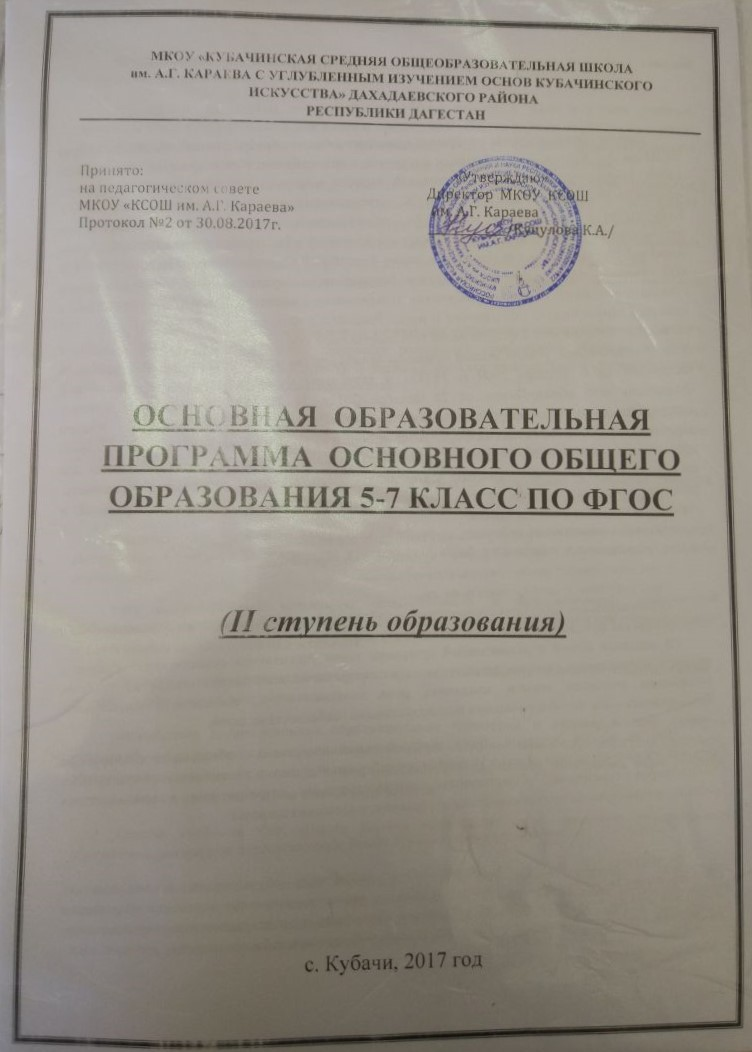 МКОУ «КУБАЧИНСКАЯ СРЕДНЯЯ ОБЩЕОБРАЗОВАТЕЛЬНАЯ ШКОЛА
им. А.Г. КАРАЕВА С УГЛУБЛЕННЫМ ИЗУЧЕНИЕМ ОСНОВ КУБАЧИНСКОГО
ИСКУССТВА» ДАХАДАЕВСКОГО РАЙОНА
РЕСПУБЛИКИ ДАГЕСТАН
Принято:
на педагогическом совете
МКОУ «КСОШ им. А.Г. Караева»
Протокол №2 от 30.08.2017г.
«Утверждаю»
Директор МКОУ КСОШ
им. А.Г. Караева
/Куцулова К.А./
ОСНОВНАЯ ОБРАЗОВАТЕЛЬНАЯ
ПРОГРАММА ОСНОВНОГО ОБЩЕГО
ОБРАЗОВАНИЯ 5-7 КЛАСС ПО ФГОС
(II ступень образования)
с. Кубачи, 2017 год